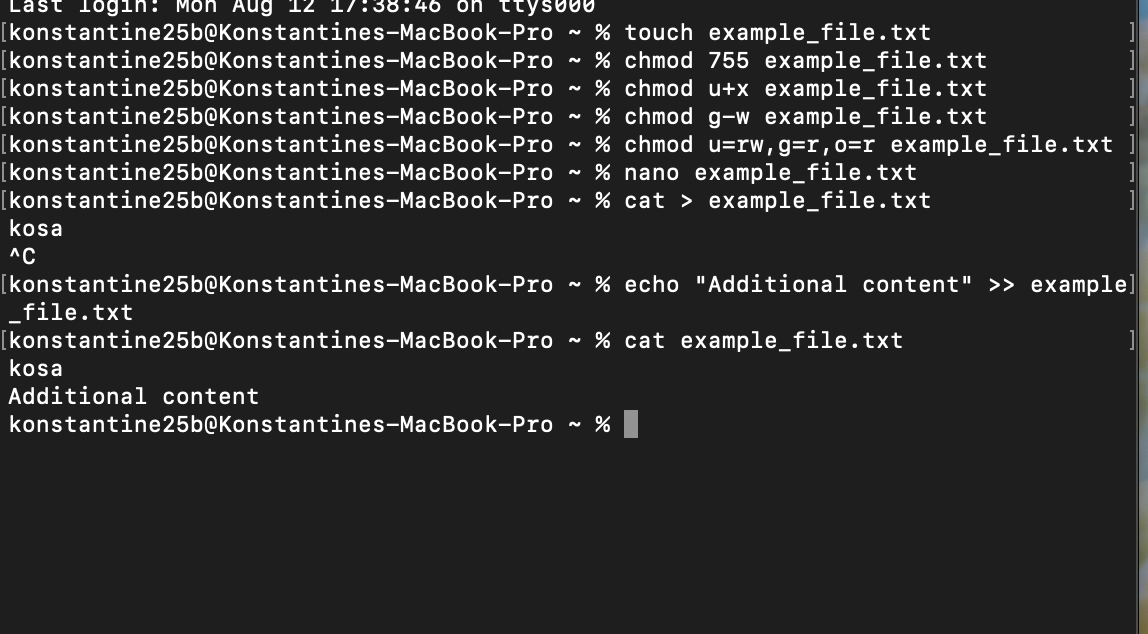 Last login: Mon Aug 12 17:38:46 on ttys000
[konstantine25b@Konstantines-MacBook-Pro ~ % touch example_file.txt ]
[konstantine25b@Konstantines-MacBook-Pro ~ % chmod 755 example_file.txt ]
[konstantine25b@Konstantines-MacBook-Pro ~ % chmod u+x example_file.txt ]
[konstantine25b@Konstantines-MacBook-Pro ~ % chmod g-w example_file.txt ]
[konstantine25b@Konstantines-MacBook-Pro ~ % chmod u=rw,g=r,o=r example_file.txt ]
[konstantine25b@Konstantines-MacBook-Pro ~ % nano example_file.txt ]
[konstantine25b@Konstantines-MacBook-Pro ~ % cat > example_file.txt ]
kosa
^C
[konstantine25b@Konstantines-MacBook-Pro ~ % echo "Additional content" >> example]
_file.txt
[konstantine25b@Konstantines-MacBook-Pro ~ % cat example_file.txt ]
kosa
Additional content
konstantine25b@Konstantines-MacBook-Pro ~ %